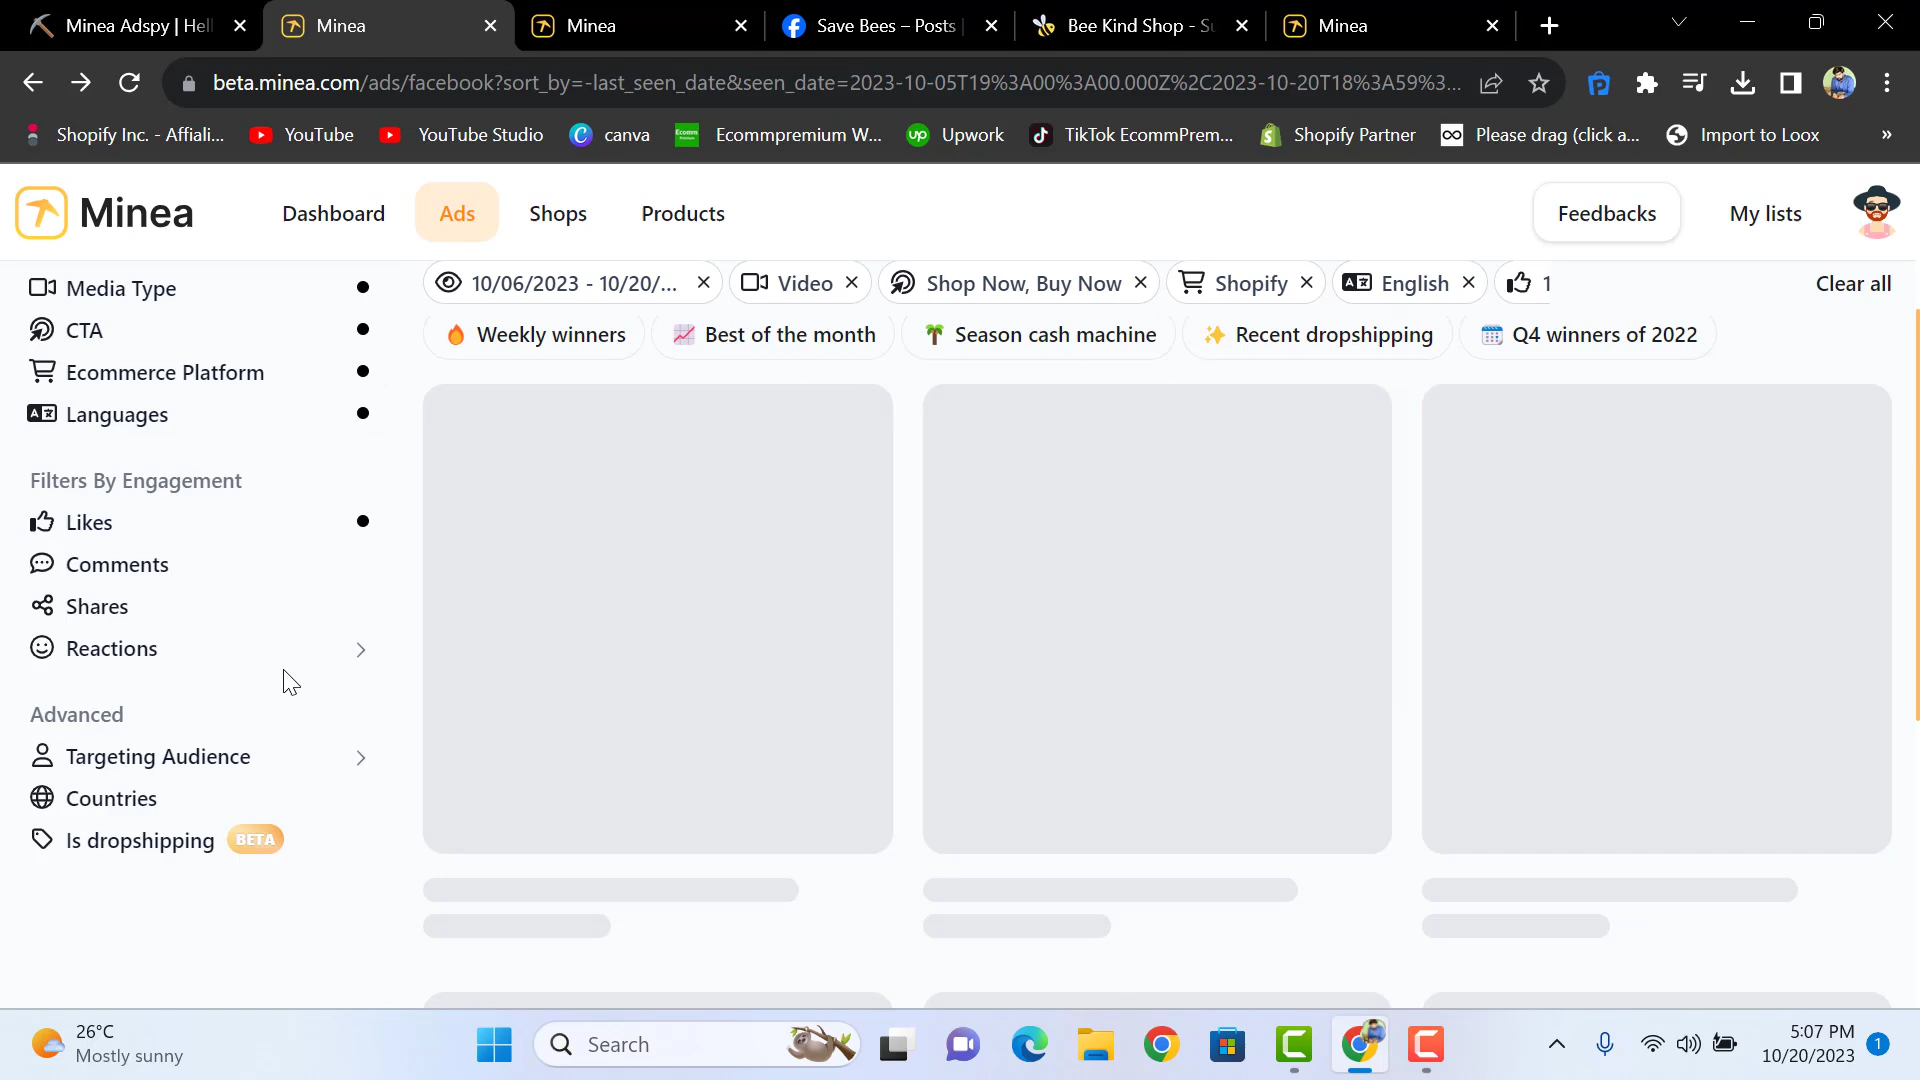 Minea Adspy | Hel
Minea
Minea
Save Bees – Posts
Bee Kind Shop - S
Minea
beta.minea.com/ads/facebook?sort_by=-last_seen_date&seen_date=2023-10-05T19%3A00%3A00.000Z%2C2023-10-20T18%3A59%3...
Shopify Inc. - Affiali...
YouTube
YouTube Studio
canva
Ecomm
Ecommpremium W...
up
Upwork
TikTok EcommPrem...
Shopify Partner
Please drag (click a...
Import to Loox
»
Minea
Dashboard
Ads
Shops
Products
Feedbacks
My lists
Media Type
CTA
Ecommerce Platform
Languages
10/06/2023 - 10/20/...
Video
Shop Now, Buy Now
Shopify
English
1
Clear all
Weekly winners
Best of the month
Season cash machine
Recent dropshipping
Q4 winners of 2022
Filters By Engagement
Likes
Comments
Shares
Reactions
Advanced
Targeting Audience
Countries
Is dropshipping
BETA
26°C
Mostly sunny
Search
5:07 PM
10/20/2023
1